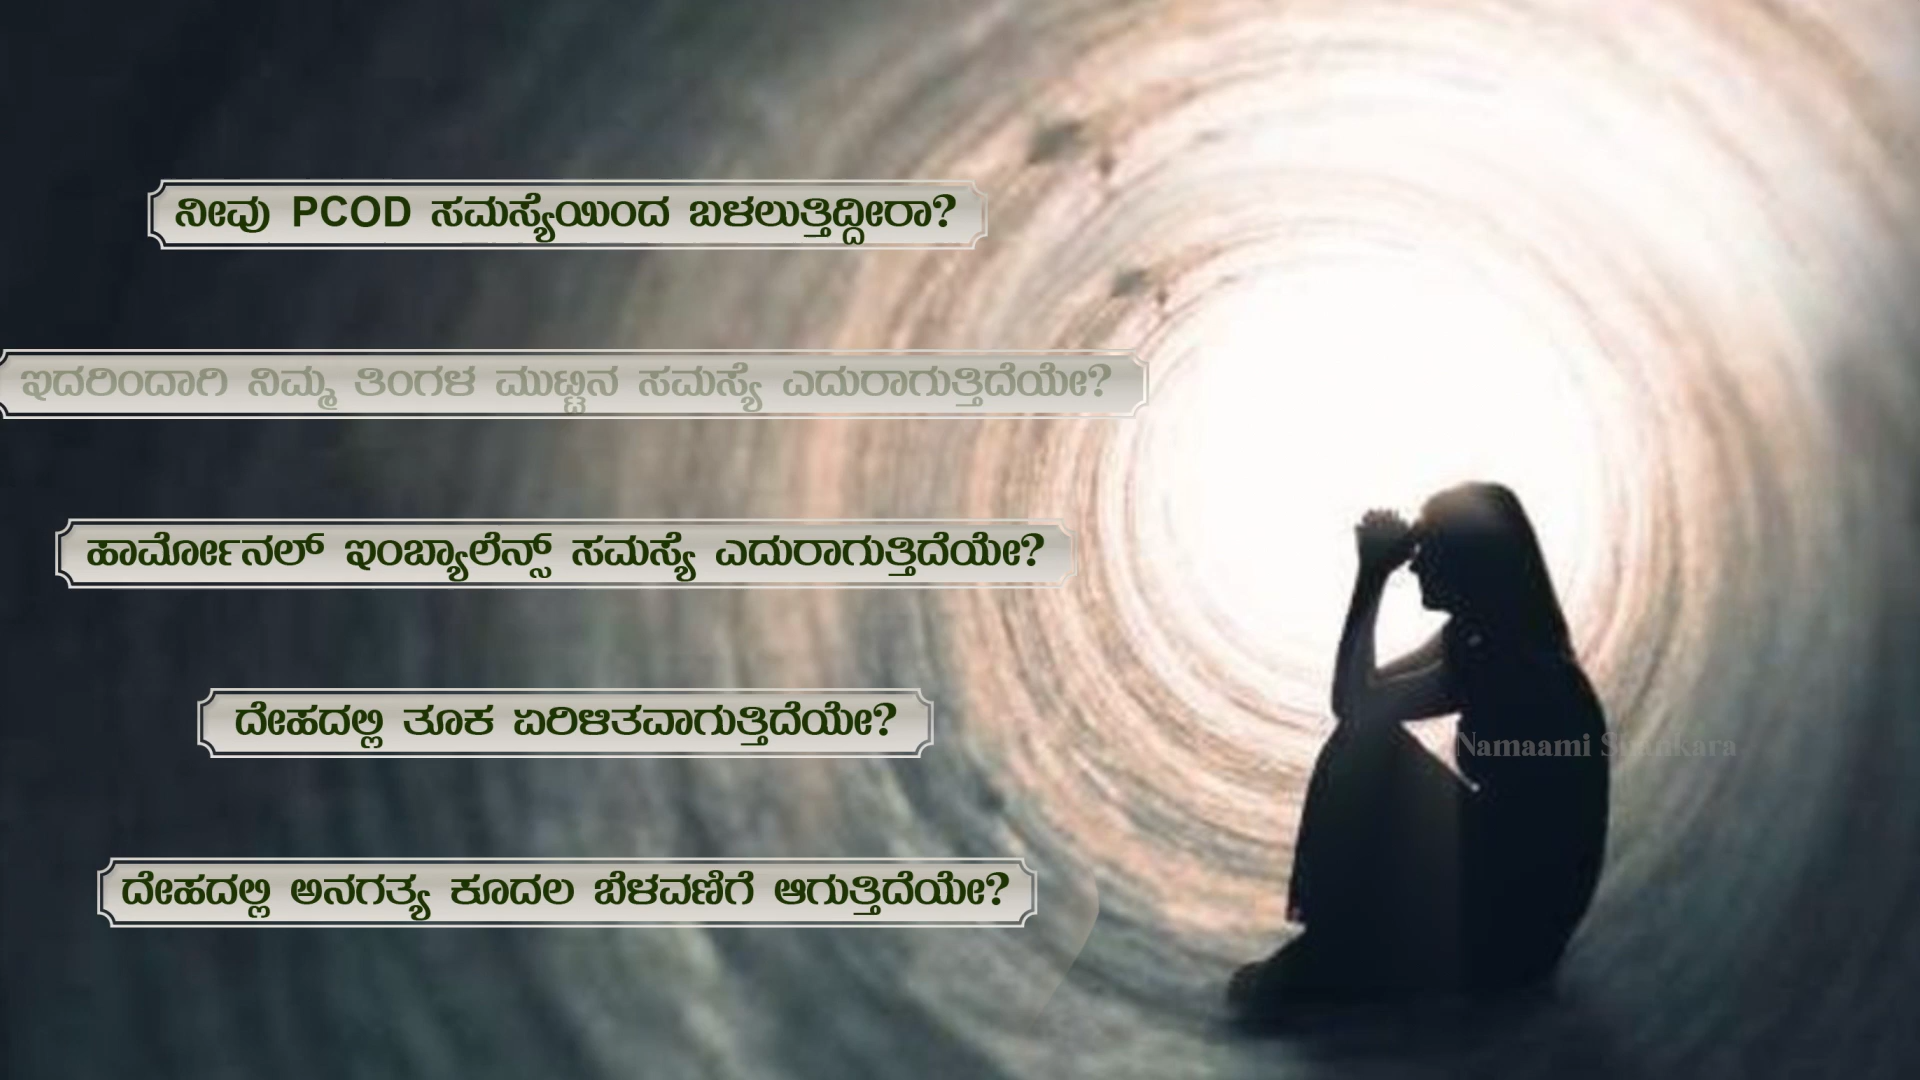 ನೀವು PCOD ಸಮಸ್ಯೆಯಿಂದ ಬಳಲುತ್ತಿದ್ದೀರಾ?
ಇದರಿಂದಾಗಿ ನಿಮ್ಮ ತಿಂಗಳ ಮುಟ್ಟಿನ ಸಮಸ್ಯೆ ಎದುರಾಗುತ್ತಿದೆಯೇ?
ಹಾರ್ಮೋನಲ್ ಇಂಬ್ಯಾಲೆನ್ಸ್ ಸಮಸ್ಯೆ ಎದುರಾಗುತ್ತಿದೆಯೇ?
ದೇಹದಲ್ಲಿ ತೂಕ ಏರಿಳಿತವಾಗುತ್ತಿದೆಯೇ?
Namaami Shankara
ದೇಹದಲ್ಲಿ ಅನಗತ್ಯ ಕೂದಲ ಬೆಳವಣಿಗೆ ಆಗುತ್ತಿದೆಯೇ?